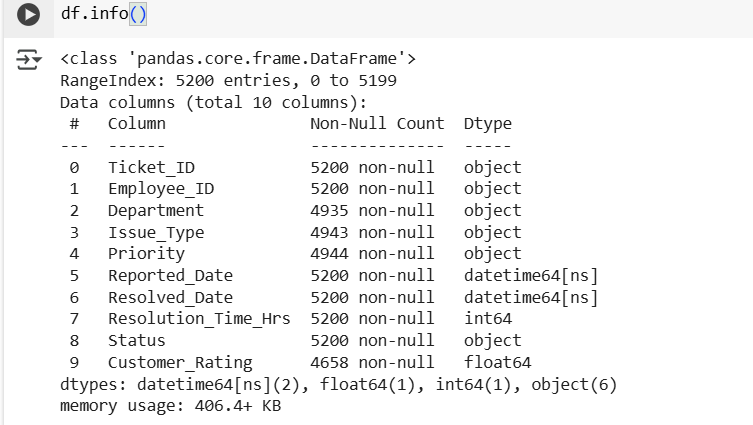 df.info()
<class 'pandas.core.frame.DataFrame'>
RangeIndex: 5200 entries, 0 to 5199
Data columns (total 10 columns):
 #   Column               Non-Null Count  Dtype
---  ------               --------------  -----
 0   Ticket_ID            5200 non-null   object
 1   Employee_ID          5200 non-null   object
 2   Department           4935 non-null   object
 3   Issue_Type           4943 non-null   object
 4   Priority             4944 non-null   object
 5   Reported_Date        5200 non-null   datetime64[ns]
 6   Resolved_Date        5200 non-null   datetime64[ns]
 7   Resolution_Time_Hrs  5200 non-null   int64
 8   Status               5200 non-null   object
 9   Customer_Rating      4658 non-null   float64
dtypes: datetime64[ns](2), float64(1), int64(1), object(6)
memory usage: 406.4+ KB